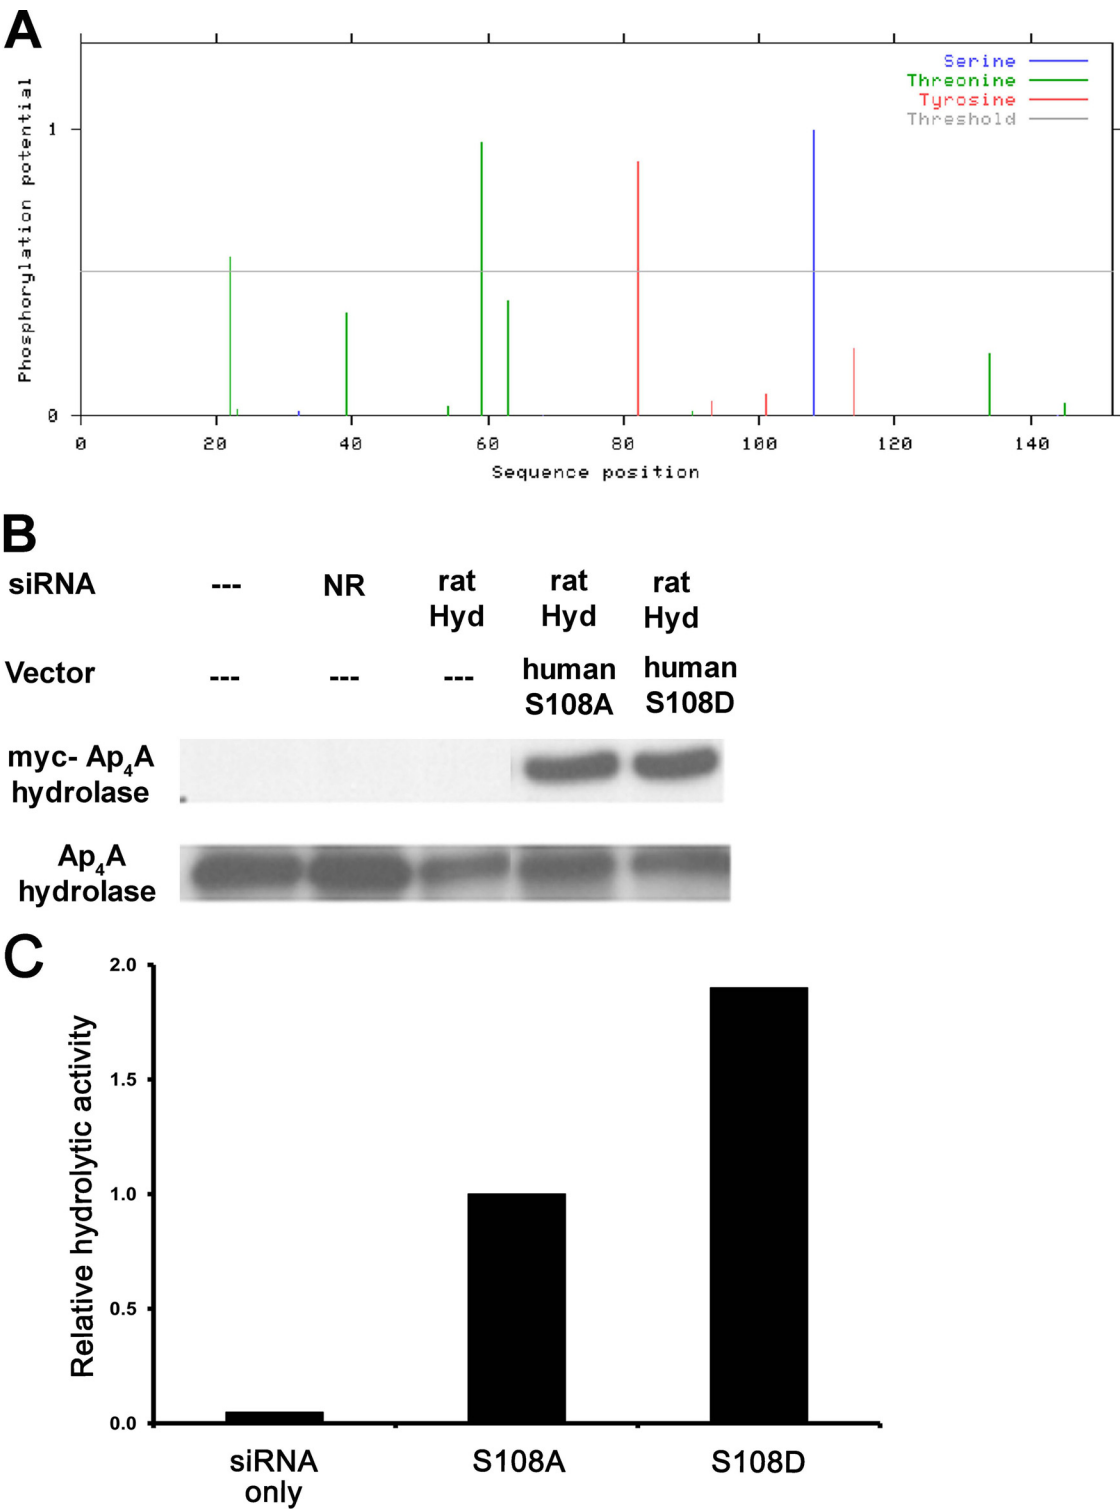 A
Phosphorylation potential
Serine
Threonine
Tyrosine
Threshold
1
0
0 20 40 60 80 100 120 140
Sequence position
B
siRNA --- NR rat Hyd rat Hyd rat Hyd
Vector --- --- --- human S108A human S108D
myc- Ap4A
hydrolase
Ap4A
hydrolase
C
Relative hydrolytic activity
2.0
1.5
1.0
0.5
0.0
siRNA only S108A S108D